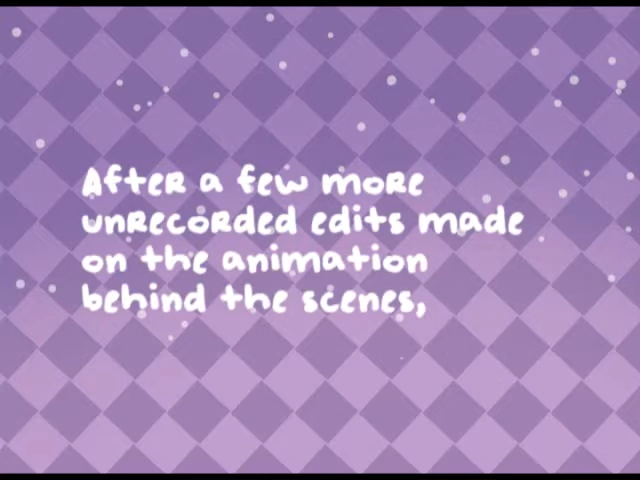 After a few more
unrecorded edits made
on the animation
behind the scenes,